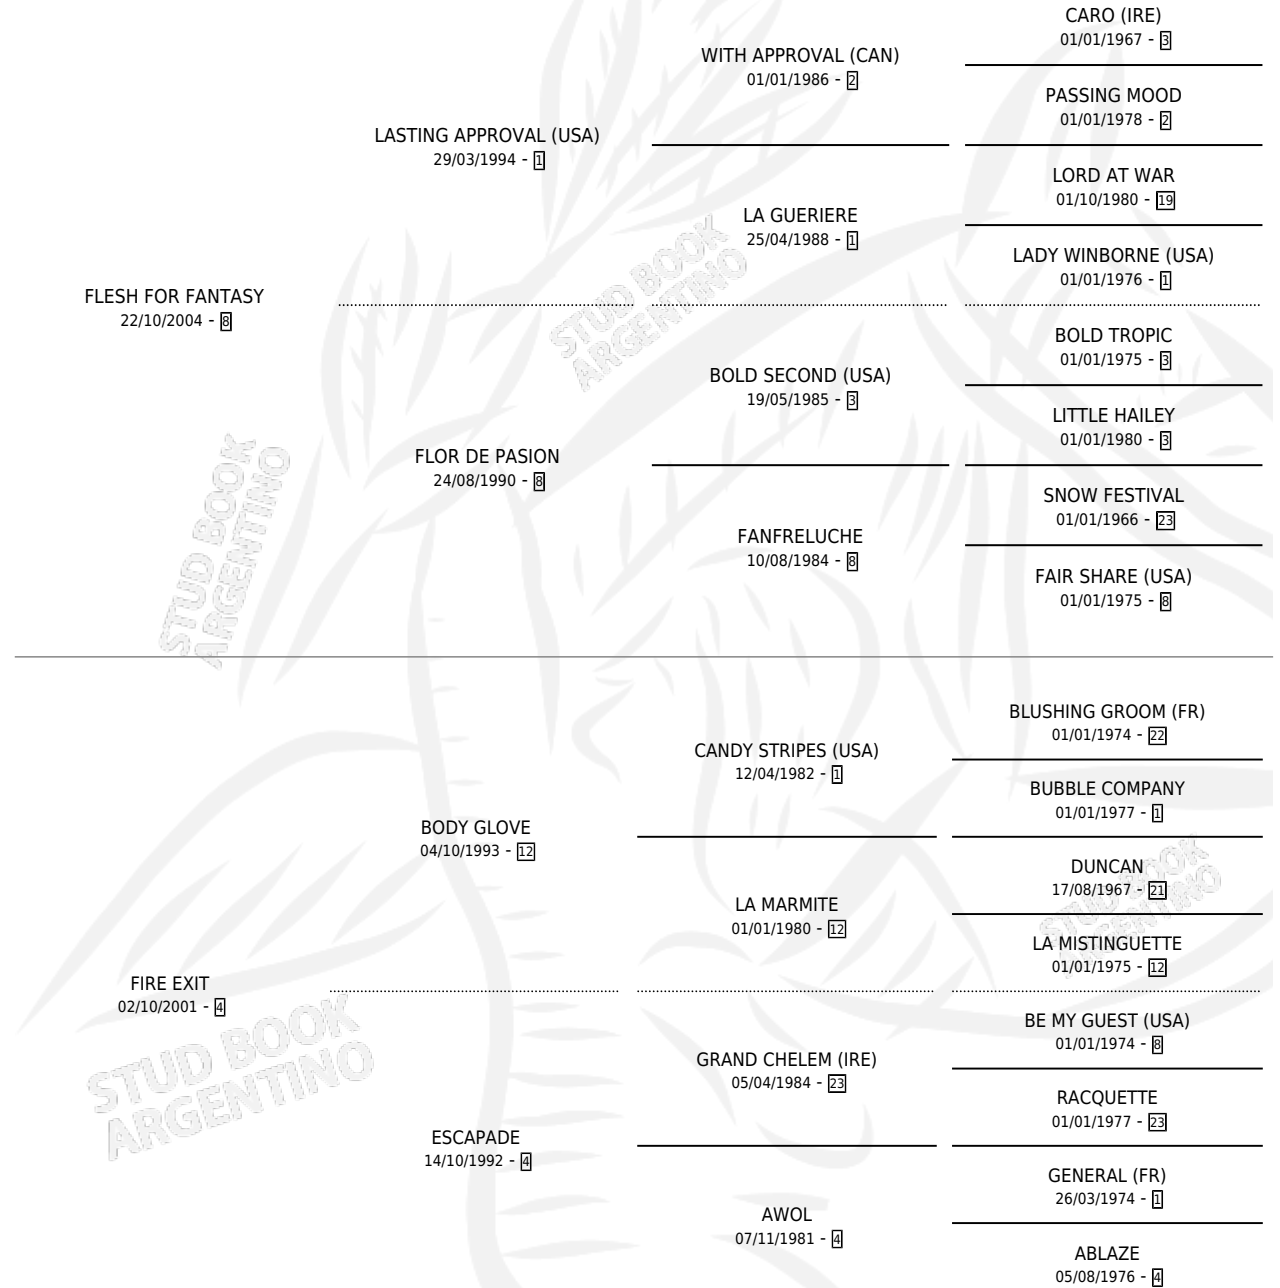 CARO (IRE)
01/01/1967 - 3
WITH APPROVAL (CAN)
01/01/1986 - 2
PASSING MOOD
01/01/1978 - 2
LASTING APPROVAL (USA)
29/03/1994 - 1
LORD AT WAR
01/10/1980 - 19
LA GUERIERE
25/04/1988 - 1
LADY WINBORNE (USA)
01/01/1976 - 1
FLESH FOR FANTASY
22/10/2004 - 8
STUD BOOK
ARGENTINO
BOLD TROPIC
01/01/1975 - 3
BOLD SECOND (USA)
19/05/1985 - 3
LITTLE HAILEY
01/01/1980 - 3
FLOR DE PASION
24/08/1990 - 8
SNOW FESTIVAL
01/01/1966 - 23
FANFRELUCHE
10/08/1984 - 8
FAIR SHARE (USA)
01/01/1975 - 8
STUD BOOK
ARGENTINO
BLUSHING GROOM (FR)
01/01/1974 - 22
CANDY STRIPES (USA)
12/04/1982 - 1
BUBBLE COMPANY
01/01/1977 - 1
BODY GLOVE
04/10/1993 - 12
DUNCAN
17/08/1967 - 21
LA MARMITE
01/01/1980 - 12
LA MISTINGUETTE
01/01/1975 - 12
STUD BOOK
ARGENTINO
FIRE EXIT
02/10/2001 - 4
BE MY GUEST (USA)
01/01/1974 - 8
GRAND CHELEM (IRE)
05/04/1984 - 23
RACQUETTE
01/01/1977 - 23
STUD BOOK
ARGENTINO
ESCAPADE
14/10/1992 - 4
GENERAL (FR)
26/03/1974 - 1
AWOL
07/11/1981 - 4
ABLAZE
05/08/1976 - 4